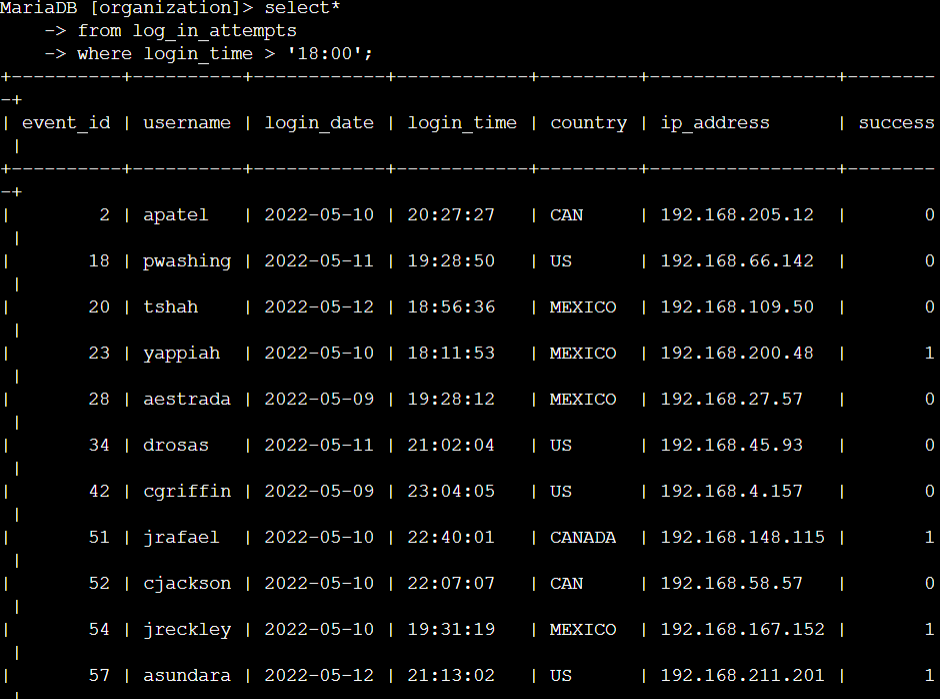 MariaDB [organization]> select*
    -> from log_in_attempts
    -> where login_time > '18:00';
+----------+----------+------------+------------+---------+-----------------+--------
-+
| event_id | username | login_date | login_time | country | ip_address      | success
 |
+----------+----------+------------+------------+---------+-----------------+--------
-+
|        2 | apatel   | 2022-05-10 | 20:27:27   | CAN     | 192.168.205.12  |       0
 |
|       18 | pwashing | 2022-05-11 | 19:28:50   | US      | 192.168.66.142  |       0
 |
|       20 | tshah    | 2022-05-12 | 18:56:36   | MEXICO  | 192.168.109.50  |       0
 |
|       23 | yappiah  | 2022-05-10 | 18:11:53   | MEXICO  | 192.168.200.48  |       1
 |
|       28 | aestrada | 2022-05-09 | 19:28:12   | MEXICO  | 192.168.27.57   |       0
 |
|       34 | drosas   | 2022-05-11 | 21:02:04   | US      | 192.168.45.93   |       0
 |
|       42 | cgriffin | 2022-05-09 | 23:04:05   | US      | 192.168.4.157   |       0
 |
|       51 | jrafael  | 2022-05-10 | 22:40:01   | CANADA  | 192.168.148.115 |       1
 |
|       52 | cjackson | 2022-05-10 | 22:07:07   | CAN     | 192.168.58.57   |       0
 |
|       54 | jreckley | 2022-05-10 | 19:31:19   | MEXICO  | 192.168.167.152 |       1
 |
|       57 | asundara | 2022-05-12 | 21:13:02   | US      | 192.168.211.201 |       1
 |